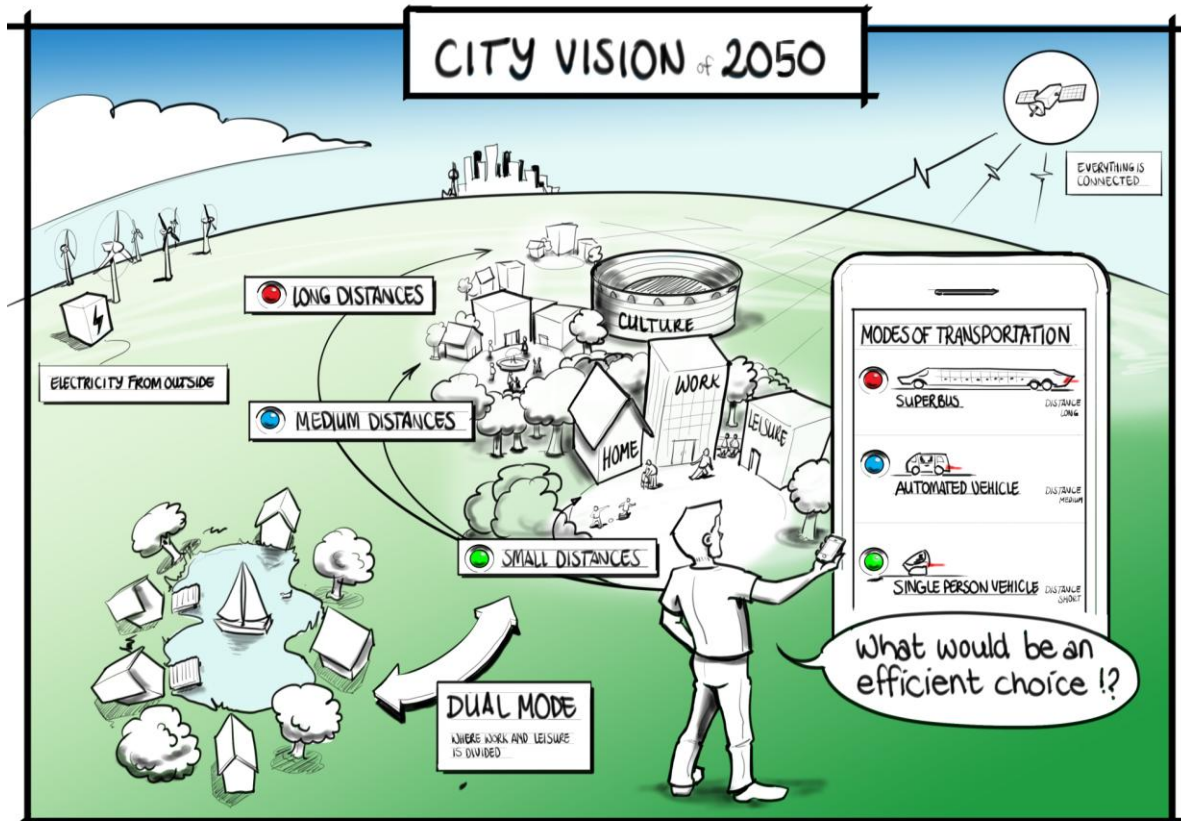 CITY VISION of 2050
EVERYTHING IS
CONNECTED
LONG DISTANCES
CULTURE
MODES OF TRANSPORTATION
SUPERBUS
DISTANCE
LONG
ELECTRICITY FROM OUTSIDE
MEDIUM DISTANCES
WORK
HOME
LEISURE
AUTOMATED VEHICLE
DISTANCE
MEDIUM
SMALL DISTANCES
SINGLE PERSON VEHICLE
DISTANCE
SHORT
What would be an
efficient choice !?
DUAL MODE
WHERE WORK AND LEISURE
IS DIVIDED